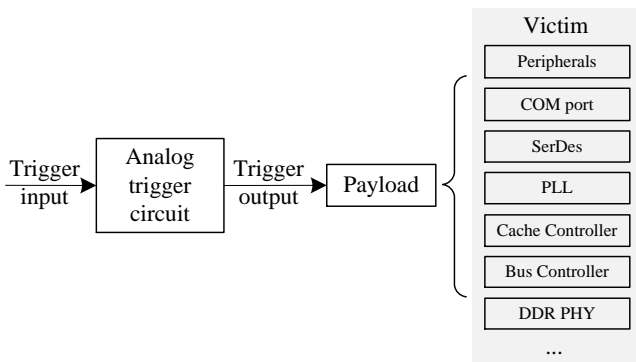 Victim
Peripherals
COM port
SerDes
PLL
Cache Controller
Bus Controller
DDR PHY
...
Trigger
input
Analog
trigger
circuit
Trigger
output
Payload